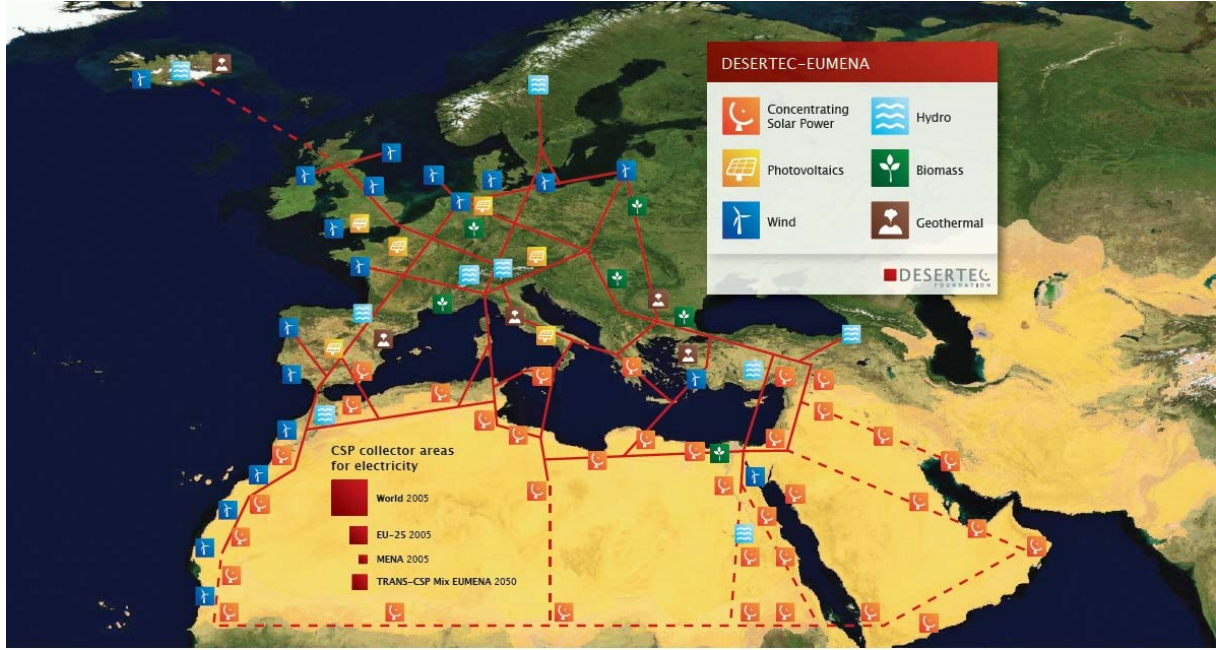 DESERTEC-EUMENA
Concentrating
Solar Power
Hydro
Photovoltaics
Biomass
Wind
Geothermal
DESERTEC
FOUNDATION
CSP collector areas
for electricity
World 2005
EU-25 2005
MENA 2005
TRANS-CSP Mix EUMENA 2050